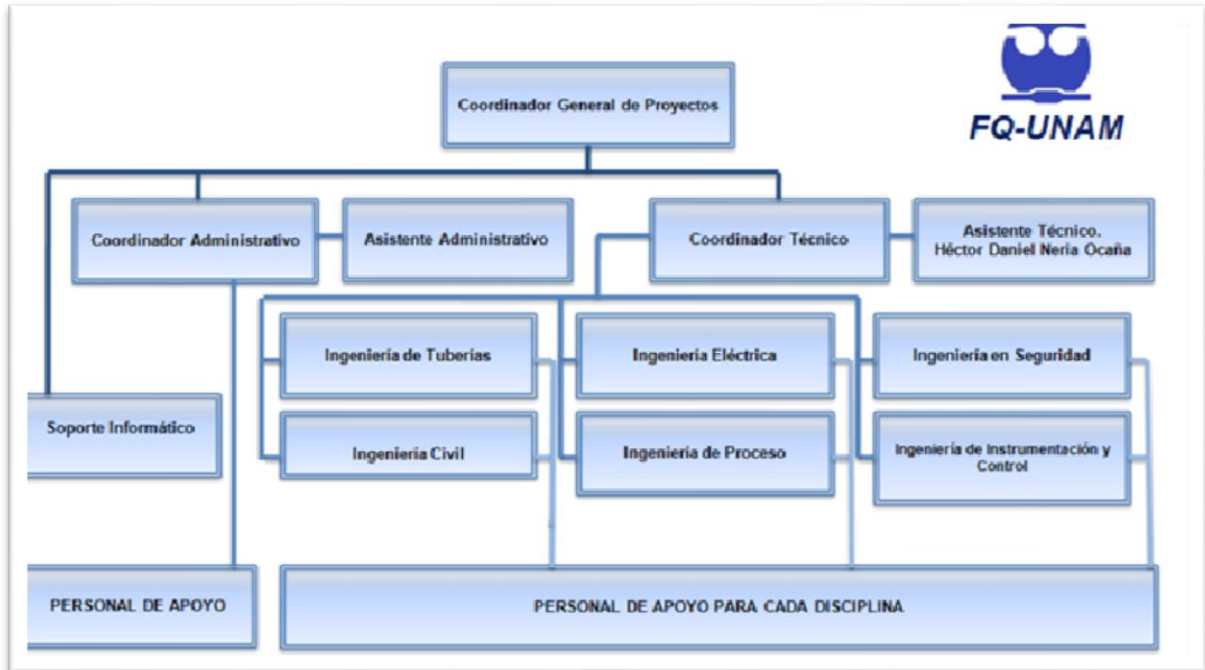 Coordinador General de Proyectos
FQ-UNAM
Coordinador Administrativo
Asistente Administrativo
Coordinador Técnico
Asistente Técnico.
Héctor Daniel Neria Ocaña
Ingeniería de Tuberías
Ingeniería Eléctrica
Ingeniería en Seguridad
Soporte Informático
Ingeniería Civil
Ingeniería de Proceso
Ingeniería de Instrumentación y
Control
PERSONAL DE APOYO
PERSONAL DE APOYO PARA CADA DISCIPLINA